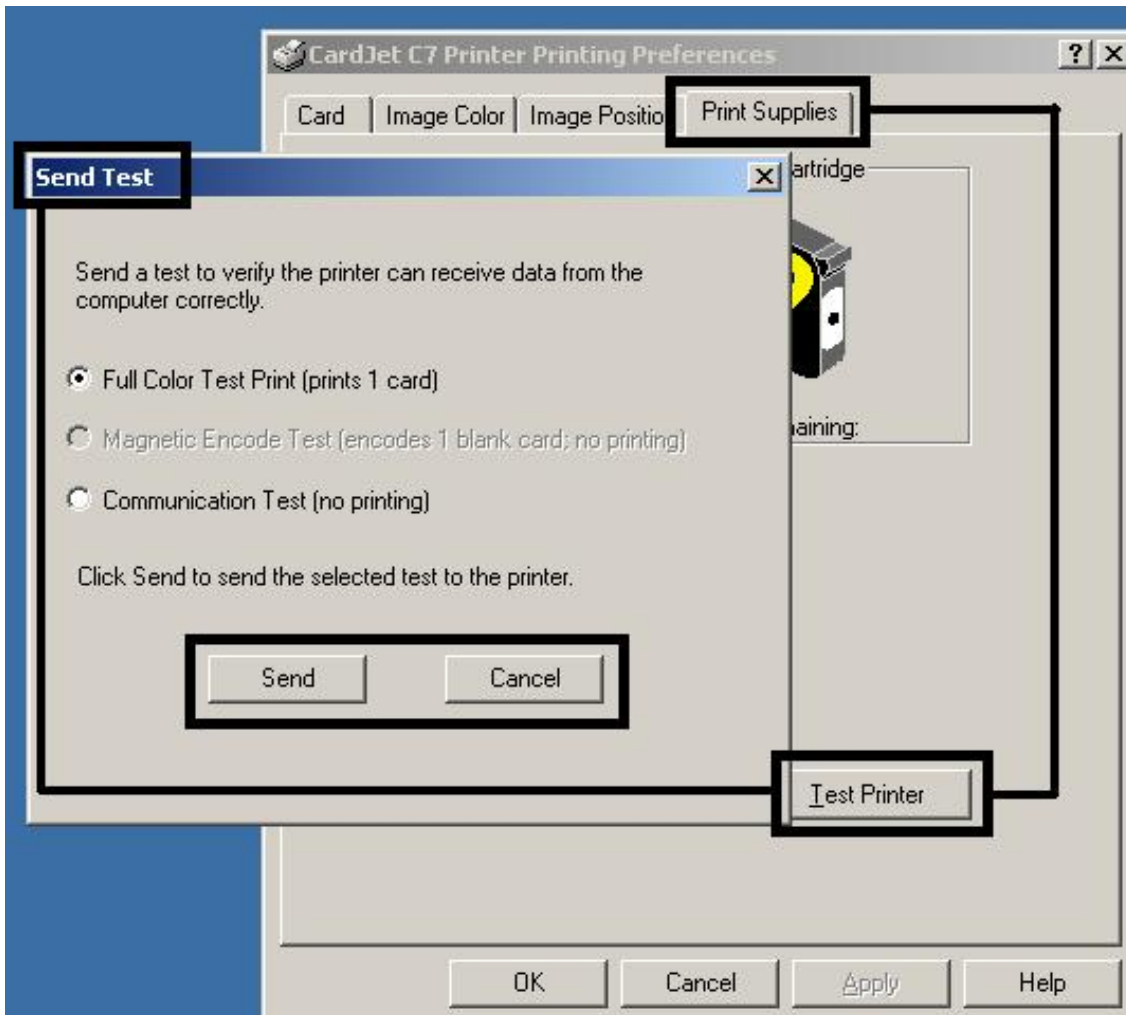 CardJet C7 Printer Printing Preferences
Card
Image Color
Image Positio
Print Supplies
artridge
aining:
Send Test
Send a test to verify the printer can receive data from the
computer correctly.
Full Color Test Print (prints 1 card)
Magnetic Encode Test (encodes 1 blank card; no printing)
Communication Test (no printing)
Click Send to send the selected test to the printer.
Send
Cancel
Test Printer
OK
Cancel
Apply
Help